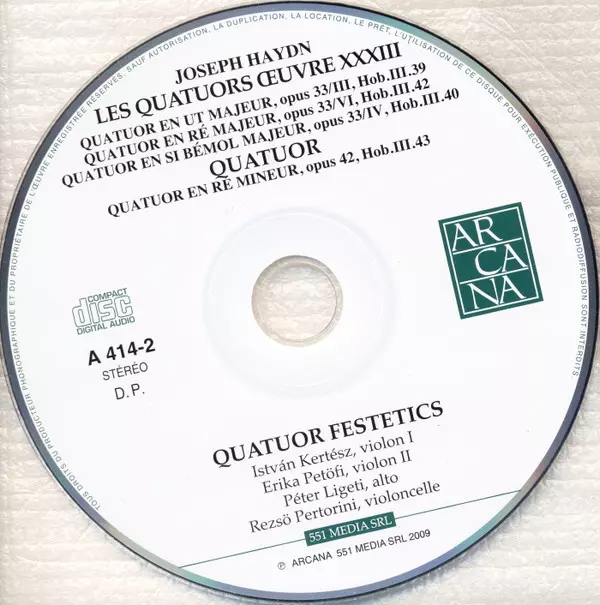 TOUS DROITS DU PRODUCTEUR PHONOGRAPHIQUE ET DU PROPRIÉTAIRE DE L'ŒUVRE ENREGISTRÉE RÉSERVÉS. SAUF AUTORISATION, LA DUPLICATION, LA LOCATION, LE PRÊT, L'UTILISATION DE CE DISQUE POUR EXÉCUTION PUBLIQUE ET RADIODIFFUSION SONT INTERDITS.
JOSEPH HAYDN
LES QUATUORS ŒUVRE XXXIII
QUATUOR EN UT MAJEUR, opus 33/III, Hob.III.39
QUATUOR EN RÉ MAJEUR, opus 33/VI, Hob.III.42
QUATUOR EN SI BÉMOL MAJEUR, opus 33/IV, Hob.III.40
QUATUOR
QUATUOR EN RÉ MINEUR, opus 42, Hob.III.43
AR
CA
NA
COMPACT
disc
DIGITAL AUDIO
A 414-2
STÉRÉO
D.P.
QUATUOR FESTETICS
István Kertész, violon I
Erika Petöfi, violon II
Péter Ligeti, alto
Rezsö Pertorini, violoncelle
551 MEDIA SRL
℗ ARCANA 551 MEDIA SRL 2009